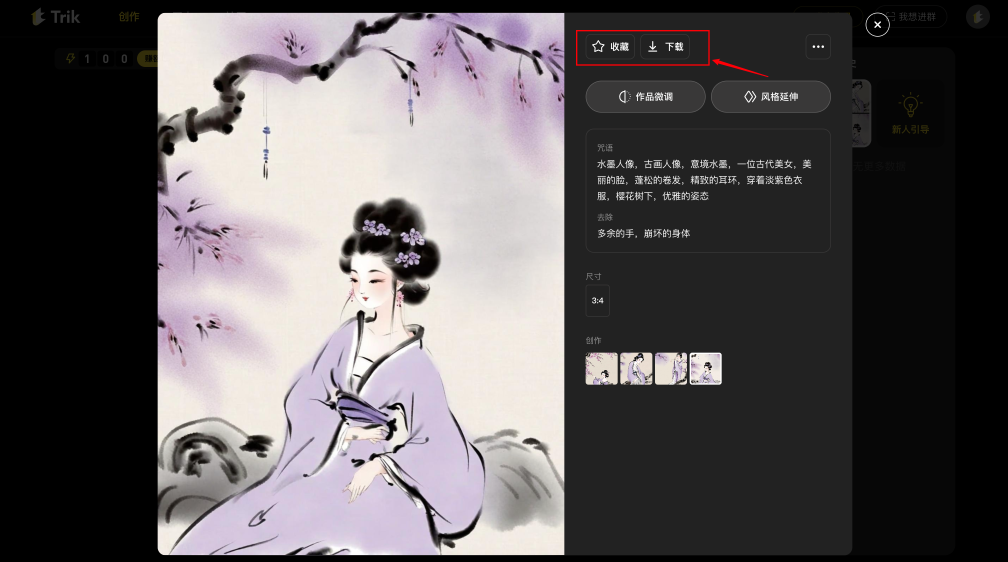 Trik
创作
我想进群
100
收藏
下载
作品微调
风格延伸
新人引导
咒语
水墨人像，古画人像，意境水墨，一位古代美女，美
丽的脸，蓬松的卷发，精致的耳环，穿着淡紫色衣
服，樱花树下，优雅的姿态
去除
多余的手，崩坏的身体
尺寸
3:4
创作